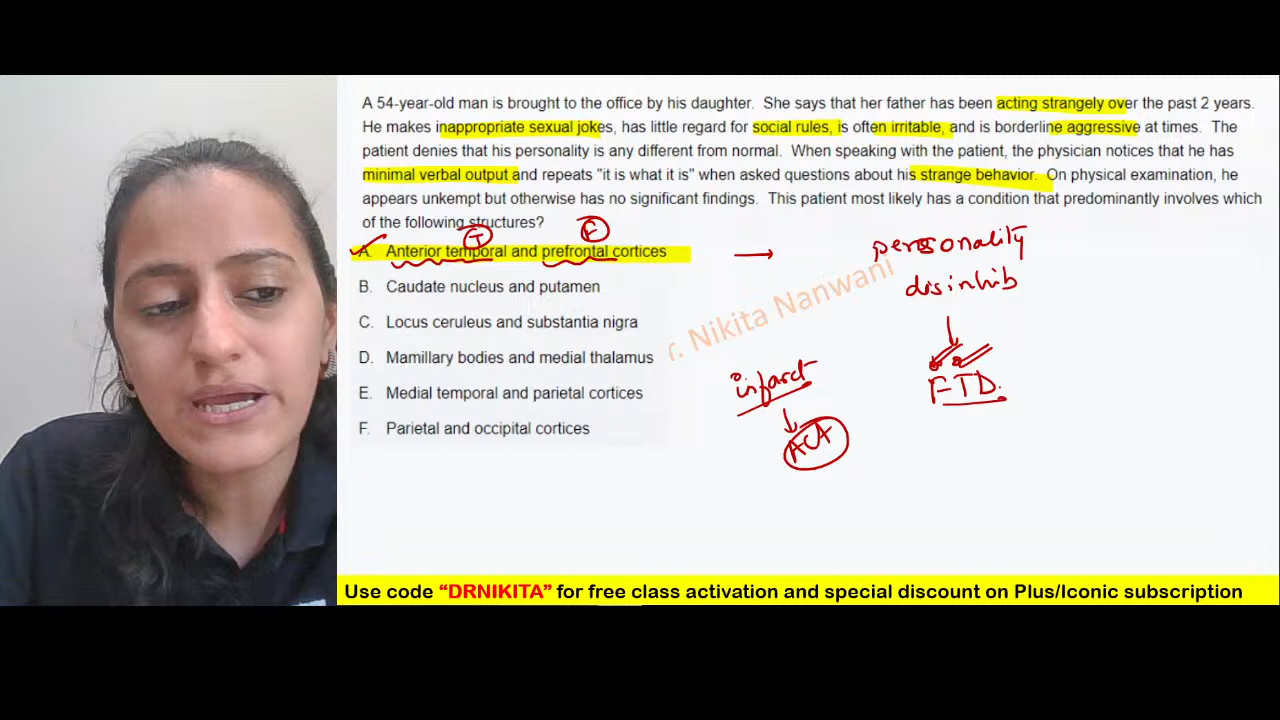 A 54-year-old man is brought to the office by his daughter.  She says that her father has been acting strangely over the past 2 years.
He makes inappropriate sexual jokes, has little regard for social rules, is often irritable, and is borderline aggressive at times.  The
patient denies that his personality is any different from normal.  When speaking with the patient, the physician notices that he has
minimal verbal output and repeats "it is what it is" when asked questions about his strange behavior.  On physical examination, he
appears unkempt but otherwise has no significant findings.  This patient most likely has a condition that predominantly involves which
of the following structures?
T
F
A. Anterior temporal and prefrontal cortices
B. Caudate nucleus and putamen
C. Locus ceruleus and substantia nigra
D. Mamillary bodies and medial thalamus
E. Medial temporal and parietal cortices
F. Parietal and occipital cortices
personality
disinhib
FTD.
infarct
ACA
r. Nikita Nanwani
Use code “DRNIKITA” for free class activation and special discount on Plus/Iconic subscription